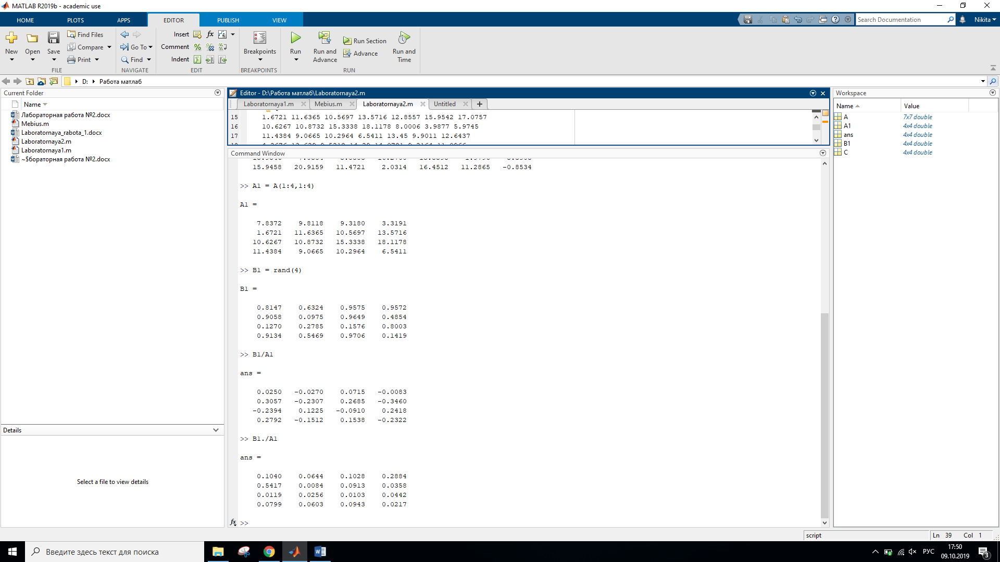 MATLAB R2019b - academic use
HOME PLOTS APPS EDITOR PUBLISH VIEW
Search Documentation
Nikita
New Open Save
Find Files
Compare
Print
FILE
Go To
Find
NAVIGATE
Insert fx
Comment
Indent
EDIT
Breakpoints
BREAKPOINTS
Run
Run and Advance
Run Section
Advance
Run and Time
RUN
D: Работа матлаб
Current Folder
Name
Лабораторная работа №2.docx
Mebius.m
Laboratornaya_rabota_1.docx
Laboratornaya2.m
Laboratornaya1.m
~$бораторная работа №2.docx
Details
Select a file to view details
Editor - D:\Работа матлаб\Laboratornaya2.m
Laboratornaya1.m Mebius.m Laboratornaya2.m Untitled
15 1.6721 11.6365 10.5697 13.5716 12.8557 15.9542 17.0757
16 10.6267 10.8732 15.3338 18.1178 8.0006 3.9877 5.9745
17 11.4384 9.0665 10.2964 6.5411 13.45 9.9011 12.6437
Command Window
15.9458 20.9159 11.4721 2.0314 16.4512 11.2865 -0.8534
>> A1 = A(1:4,1:4)
A1 =
7.8372 9.8118 9.3180 3.3191
1.6721 11.6365 10.5697 13.5716
10.6267 10.8732 15.3338 18.1178
11.4384 9.0665 10.2964 6.5411
>> B1 = rand(4)
B1 =
0.8147 0.6324 0.9575 0.9572
0.9058 0.0975 0.9649 0.4854
0.1270 0.2785 0.1576 0.8003
0.9134 0.5469 0.9706 0.1419
>> B1/A1
ans =
0.0250 -0.0270 0.0715 -0.0083
0.3057 -0.2307 0.2685 -0.3460
-0.2394 0.1225 -0.0910 0.2418
0.2792 -0.1512 0.1538 -0.2322
>> B1./A1
ans =
0.1040 0.0644 0.1028 0.2884
0.5417 0.0084 0.0913 0.0358
0.0119 0.0256 0.0103 0.0442
0.0799 0.0603 0.0943 0.0217
fx >>
Workspace
Name Value
A 7x7 double
A1 4x4 double
ans 4x4 double
B1 4x4 double
C 4x4 double
script
Ln 39 Col 1
Введите здесь текст для поиска
РУС
17:50
09.10.2019
3